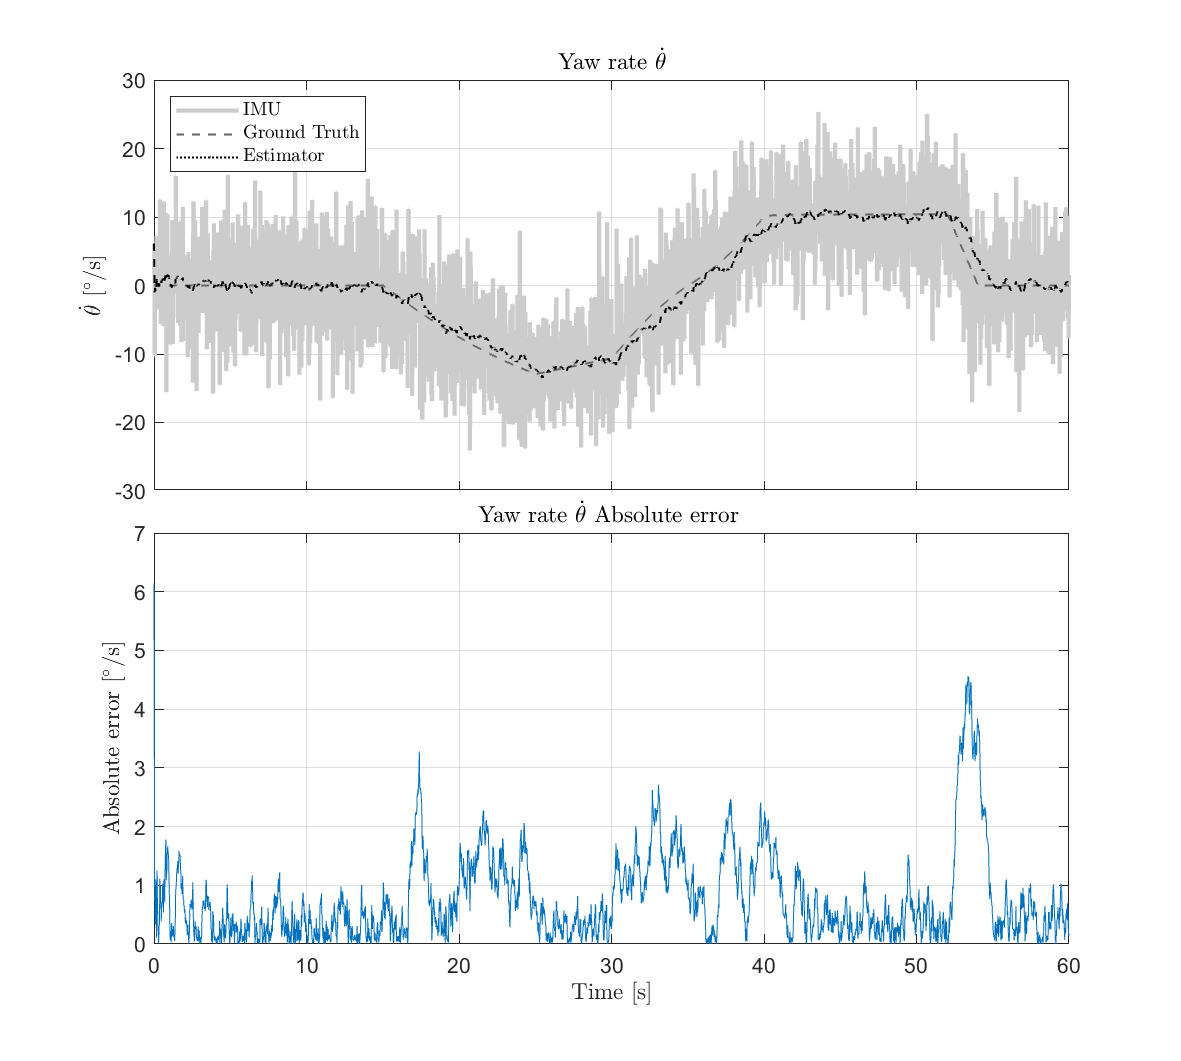 Yaw rate θ̇
30
20
10
0
-10
-20
-30
θ̇ [°/s]
IMU
Ground Truth
Estimator
Yaw rate θ̇ Absolute error
7
6
5
4
3
2
1
0
Absolute error [°/s]
0 10 20 30 40 50 60
Time [s]